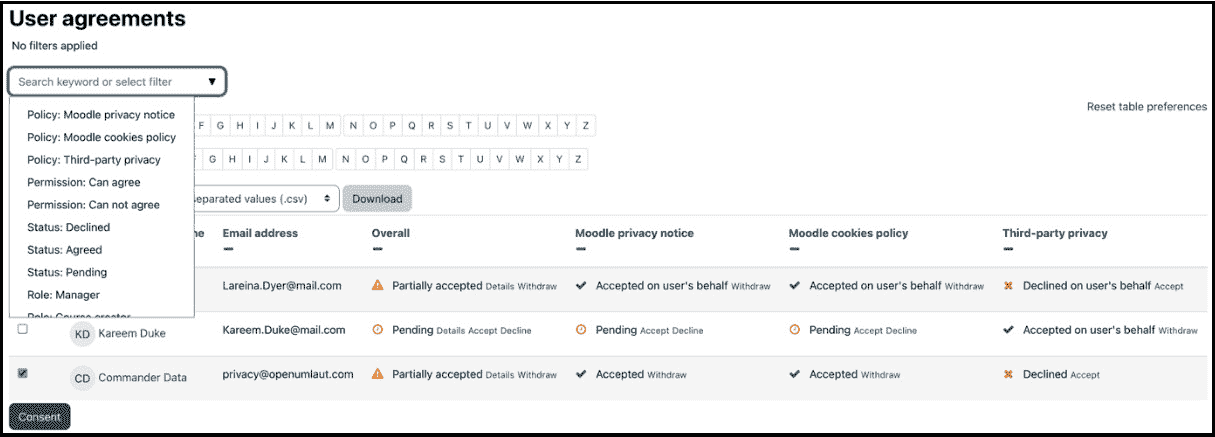 User agreements
No filters applied
Search keyword or select filter ▼
Reset table preferences
Policy: Moodle privacy notice
Policy: Moodle cookies policy
Policy: Third-party privacy
Permission: Can agree
Permission: Can not agree
Status: Declined
Status: Agreed
Status: Pending
Role: Manager
Role: Course creator
F G H I J K L M N O P Q R S T U V W X Y Z
G H I J K L M N O P Q R S T U V W X Y Z
eparated values (.csv) Download
ne Email address Overall Moodle privacy notice Moodle cookies policy Third-party privacy
Lareina.Dyer@mail.com Partially accepted Details Withdraw Accepted on user's behalf Withdraw Accepted on user's behalf Withdraw Declined on user's behalf Accept
KD Kareem Duke Kareem.Duke@mail.com Pending Details Accept Decline Pending Accept Decline Pending Accept Decline Accepted on user's behalf Withdraw
CD Commander Data privacy@openumlaut.com Partially accepted Details Withdraw Accepted Withdraw Accepted Withdraw Declined Accept
Consent